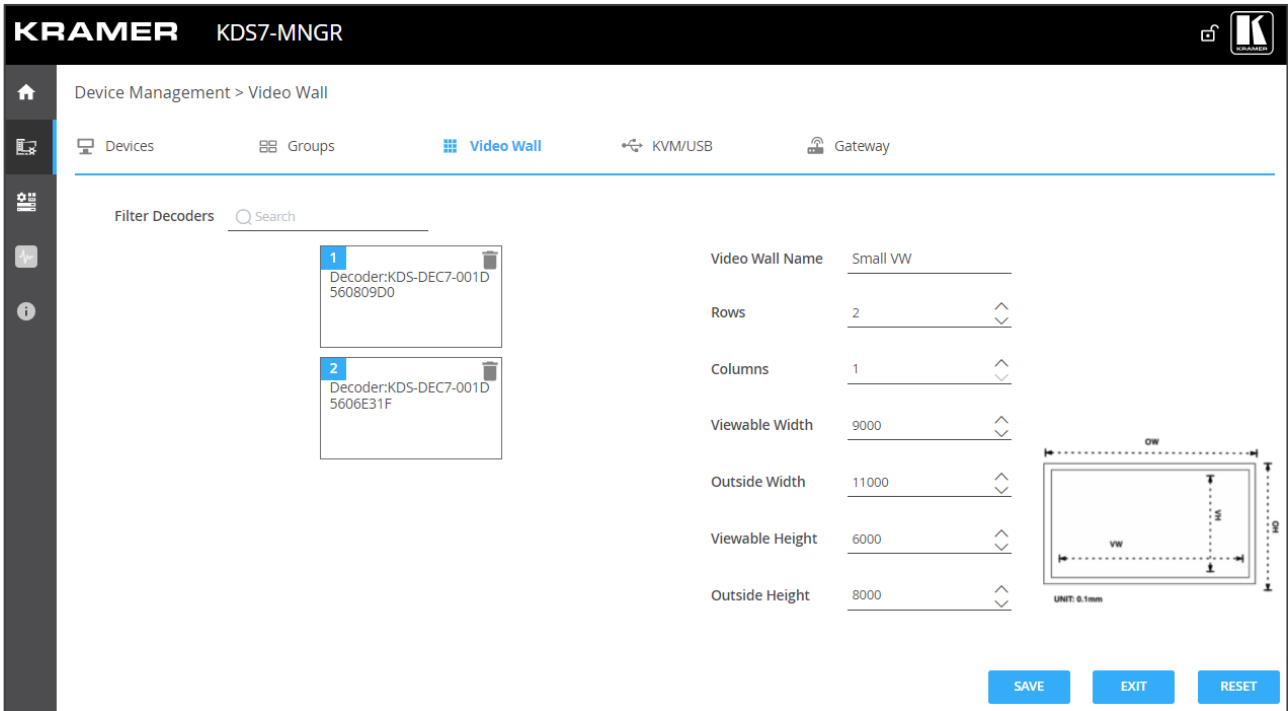 KRAMER KDS7-MNGR
KRAMER
Device Management > Video Wall
Devices Groups Video Wall KVM/USB Gateway
Filter Decoders Search
1
Decoder:KDS-DEC7-001D
560809D0
2
Decoder:KDS-DEC7-001D
5606E31F
Video Wall Name Small VW
Rows 2
Columns 1
Viewable Width 9000
Outside Width 11000
Viewable Height 6000
Outside Height 8000
OW
VH
OH
VW
UNIT: 0.1mm
SAVE EXIT RESET